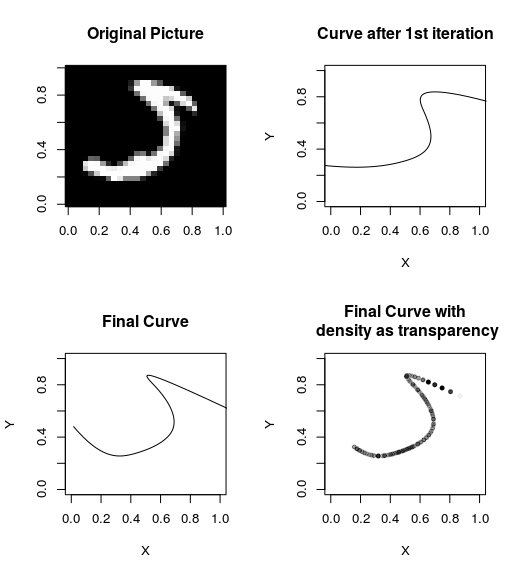 Original Picture
0.0 0.4 0.8
0.0 0.2 0.4 0.6 0.8 1.0
Curve after 1st iteration
Y
0.0 0.4 0.8
0.0 0.2 0.4 0.6 0.8 1.0
X
Final Curve
Y
0.0 0.4 0.8
0.0 0.2 0.4 0.6 0.8 1.0
X
Final Curve with
density as transparency
Y
0.0 0.4 0.8
0.0 0.2 0.4 0.6 0.8 1.0
X